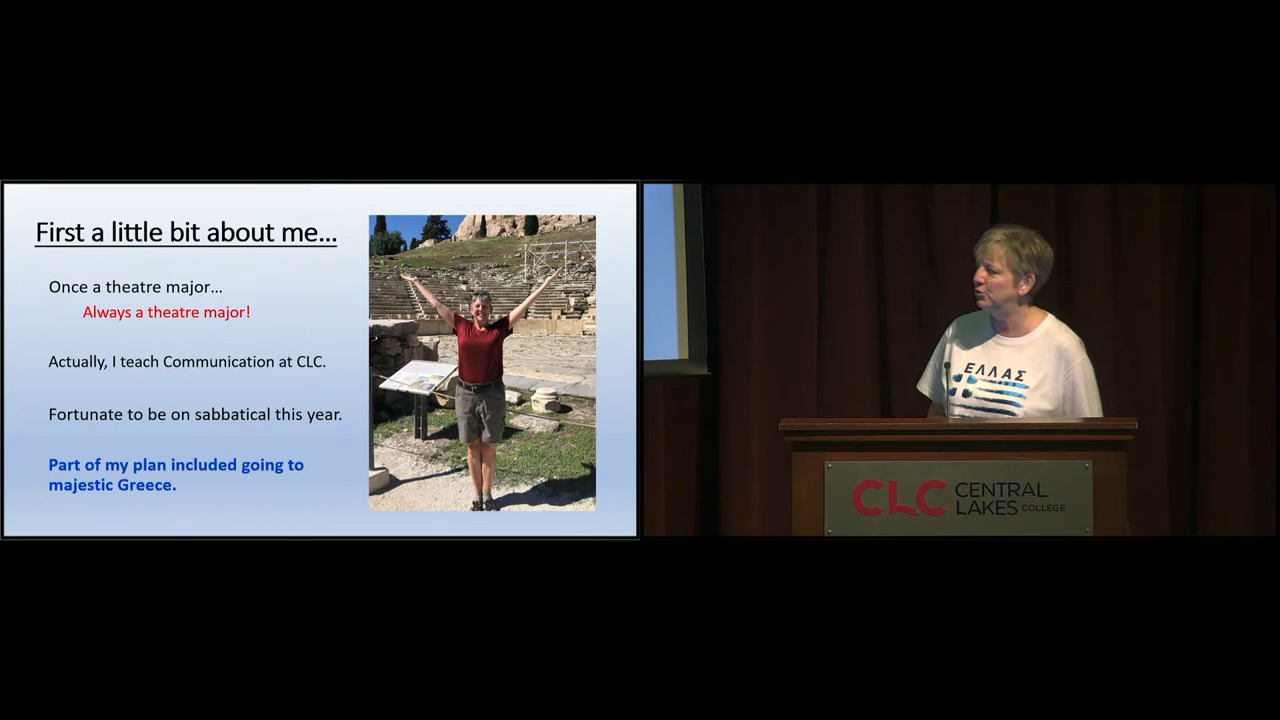 First a little bit about me...
Once a theatre major...
Always a theatre major!
Actually, I teach Communication at CLC.
Fortunate to be on sabbatical this year.
Part of my plan included going to
majestic Greece.
ΕΛΛΑΣ
CLC CENTRAL
LAKES COLLEGE